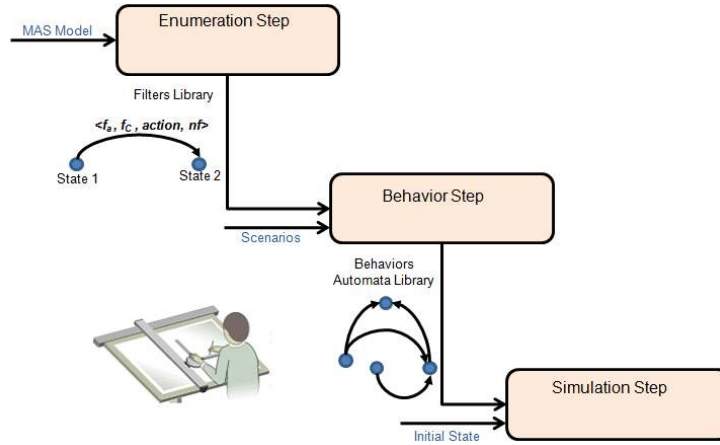 Enumeration Step
MAS Model
Filters Library
<fa, fC, action, nf>
State 1
State 2
Behavior Step
Scenarios
Behaviors
Automata Library
Simulation Step
Initial State